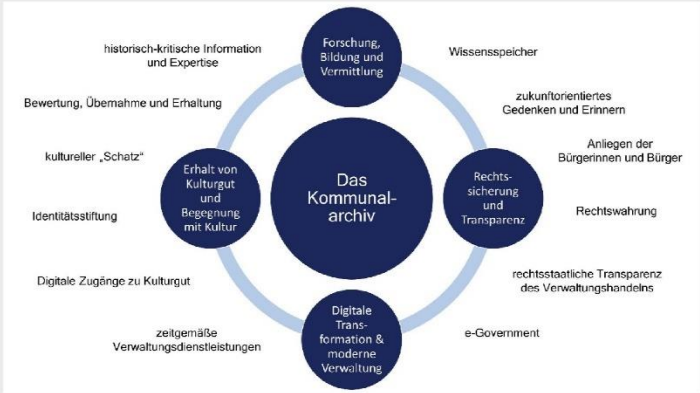 Forschung,
Bildung und
Vermittlung
historisch-kritische Information
und Expertise
Wissensspeicher
Bewertung, Übernahme und Erhaltung
zukunftorientiertes
Gedenken und Erinnern
kultureller „Schatz“
Anliegen der
Bürgerinnen und Bürger
Erhalt von
Kulturgut
und
Begegnung
mit Kultur
Das
Kommunal-
archiv
Rechts-
sicherung
und
Transparenz
Identitätsstiftung
Rechtswahrung
Digitale Zugänge zu Kulturgut
rechtsstaatliche Transparenz
des Verwaltungshandelns
Digitale
Trans-
formation &
moderne
Verwaltung
zeitgemäße
Verwaltungsdienstleistungen
e-Government